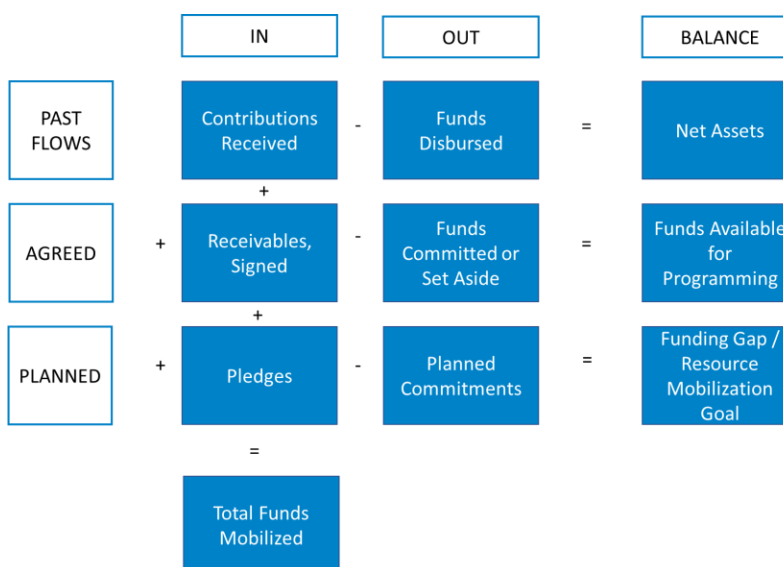 IN
OUT
BALANCE
PAST
FLOWS
Contributions
Received
-
Funds
Disbursed
=
Net Assets
+
AGREED
+
Receivables,
Signed
-
Funds
Committed or
Set Aside
=
Funds Available
for
Programming
+
PLANNED
+
Pledges
-
Planned
Commitments
=
Funding Gap /
Resource
Mobilization
Goal
=
Total Funds
Mobilized